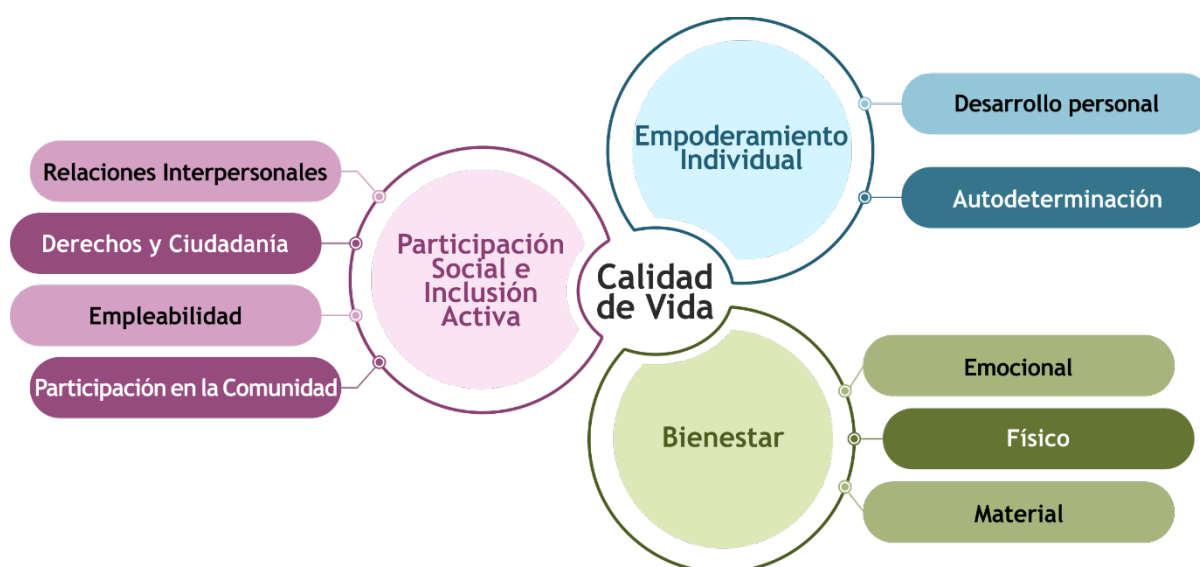 Relaciones Interpersonales
Derechos y Ciudadanía
Empleabilidad
Participación en la Comunidad
Participación
Social e
Inclusión
Activa
Calidad
de Vida
Empoderamiento
Individual
Desarrollo personal
Autodeterminación
Bienestar
Emocional
Físico
Material